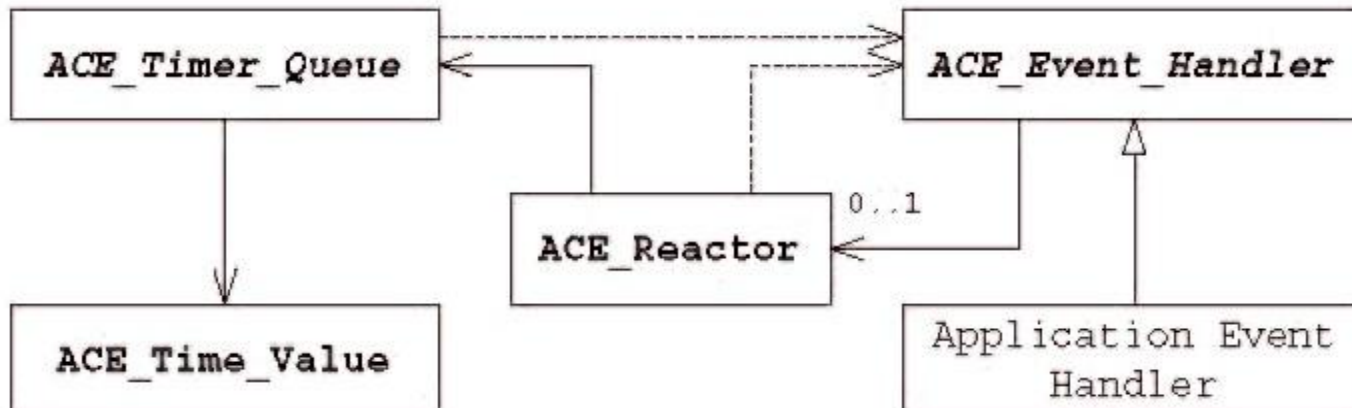 ACE_Timer_Queue
ACE_Event_Handler
0..1
ACE_Reactor
ACE_Time_Value
Application Event
Handler